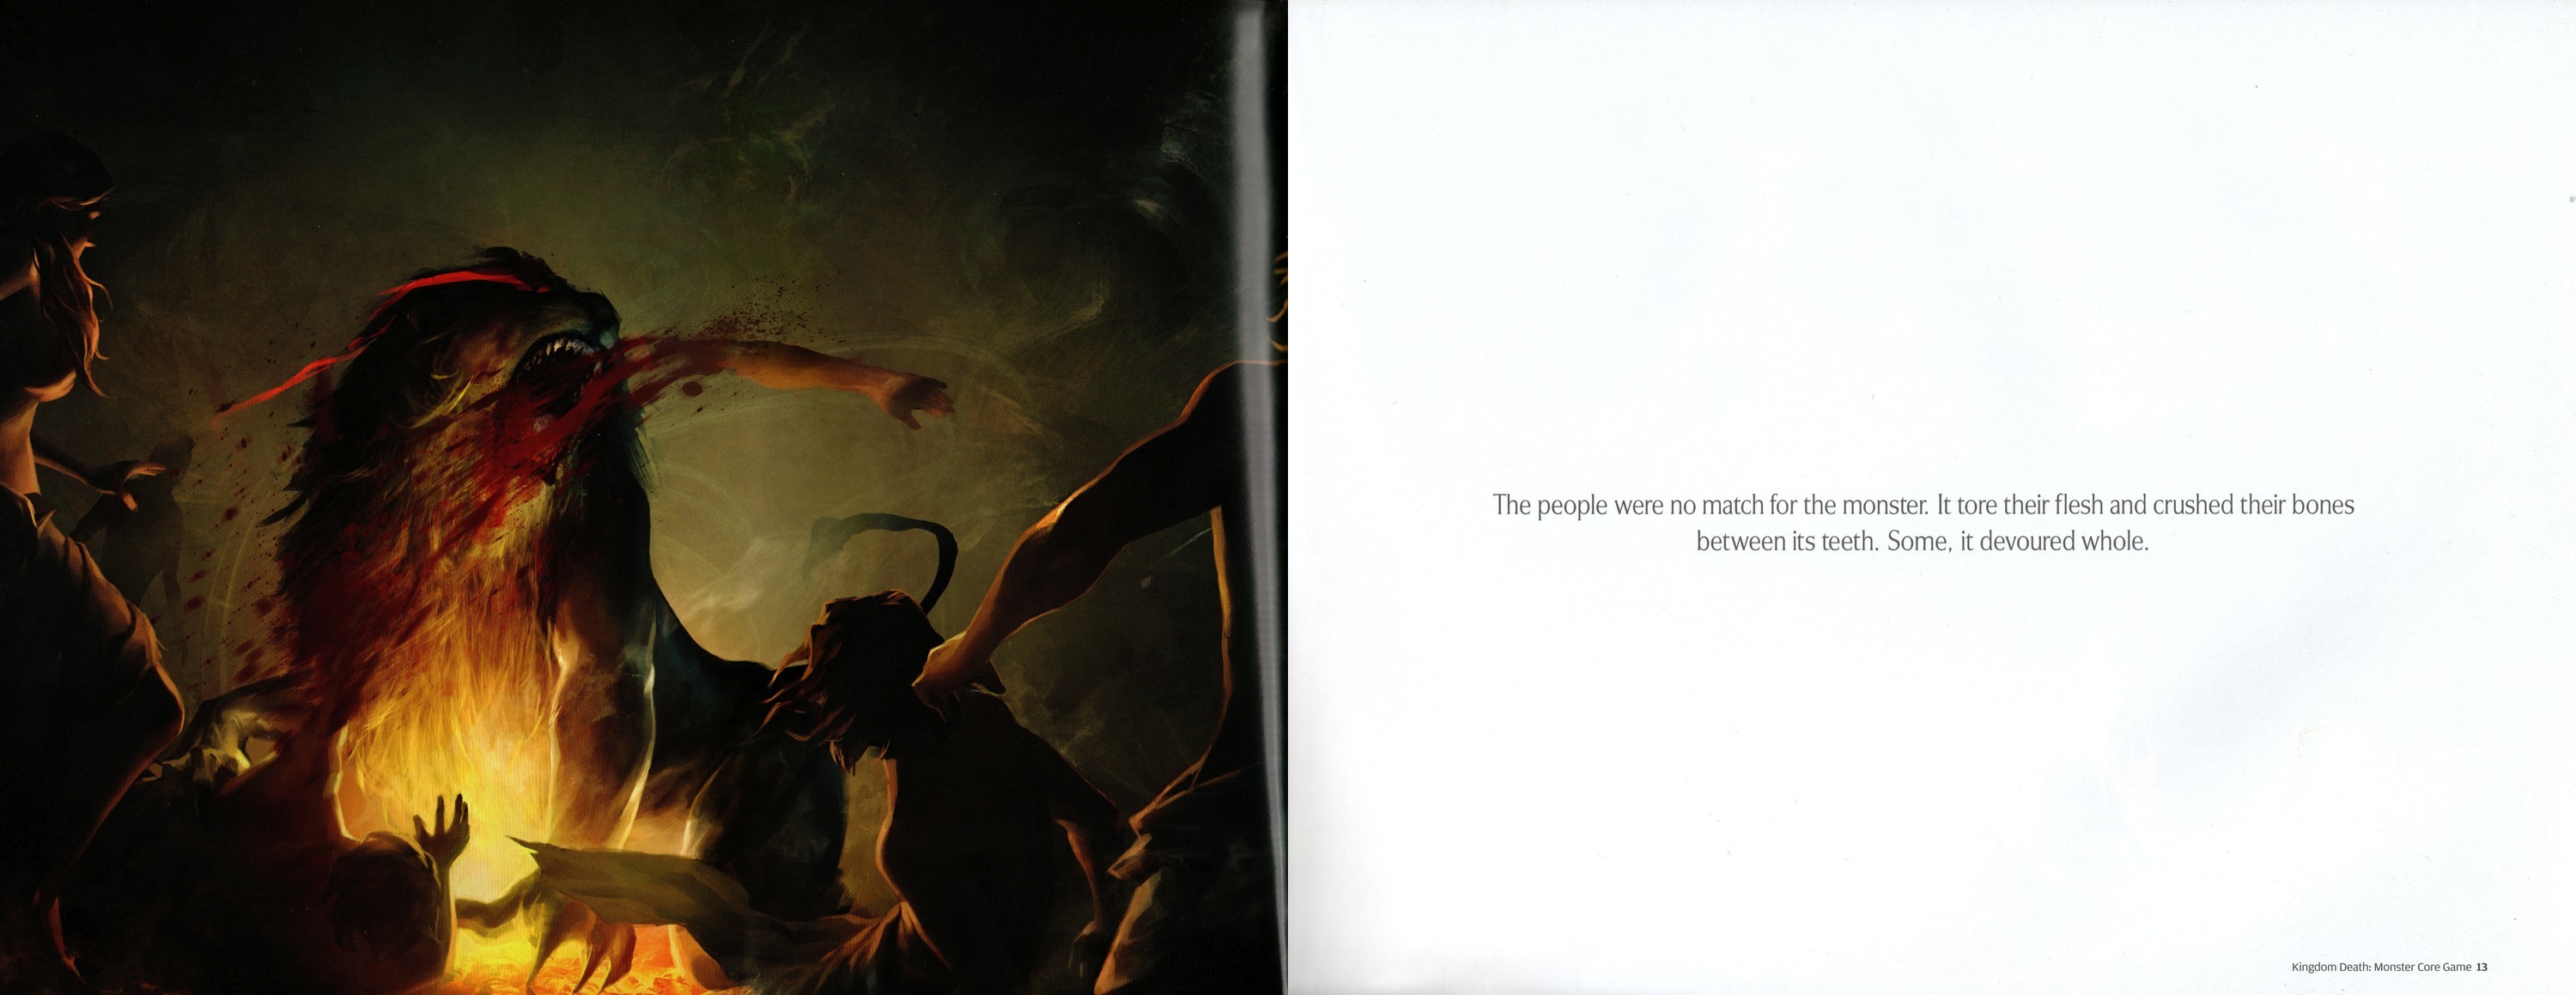 The people were no match for the monster. It tore their flesh and crushed their bones
between its teeth. Some, it devoured whole.
Kingdom Death: Monster Core Game 13